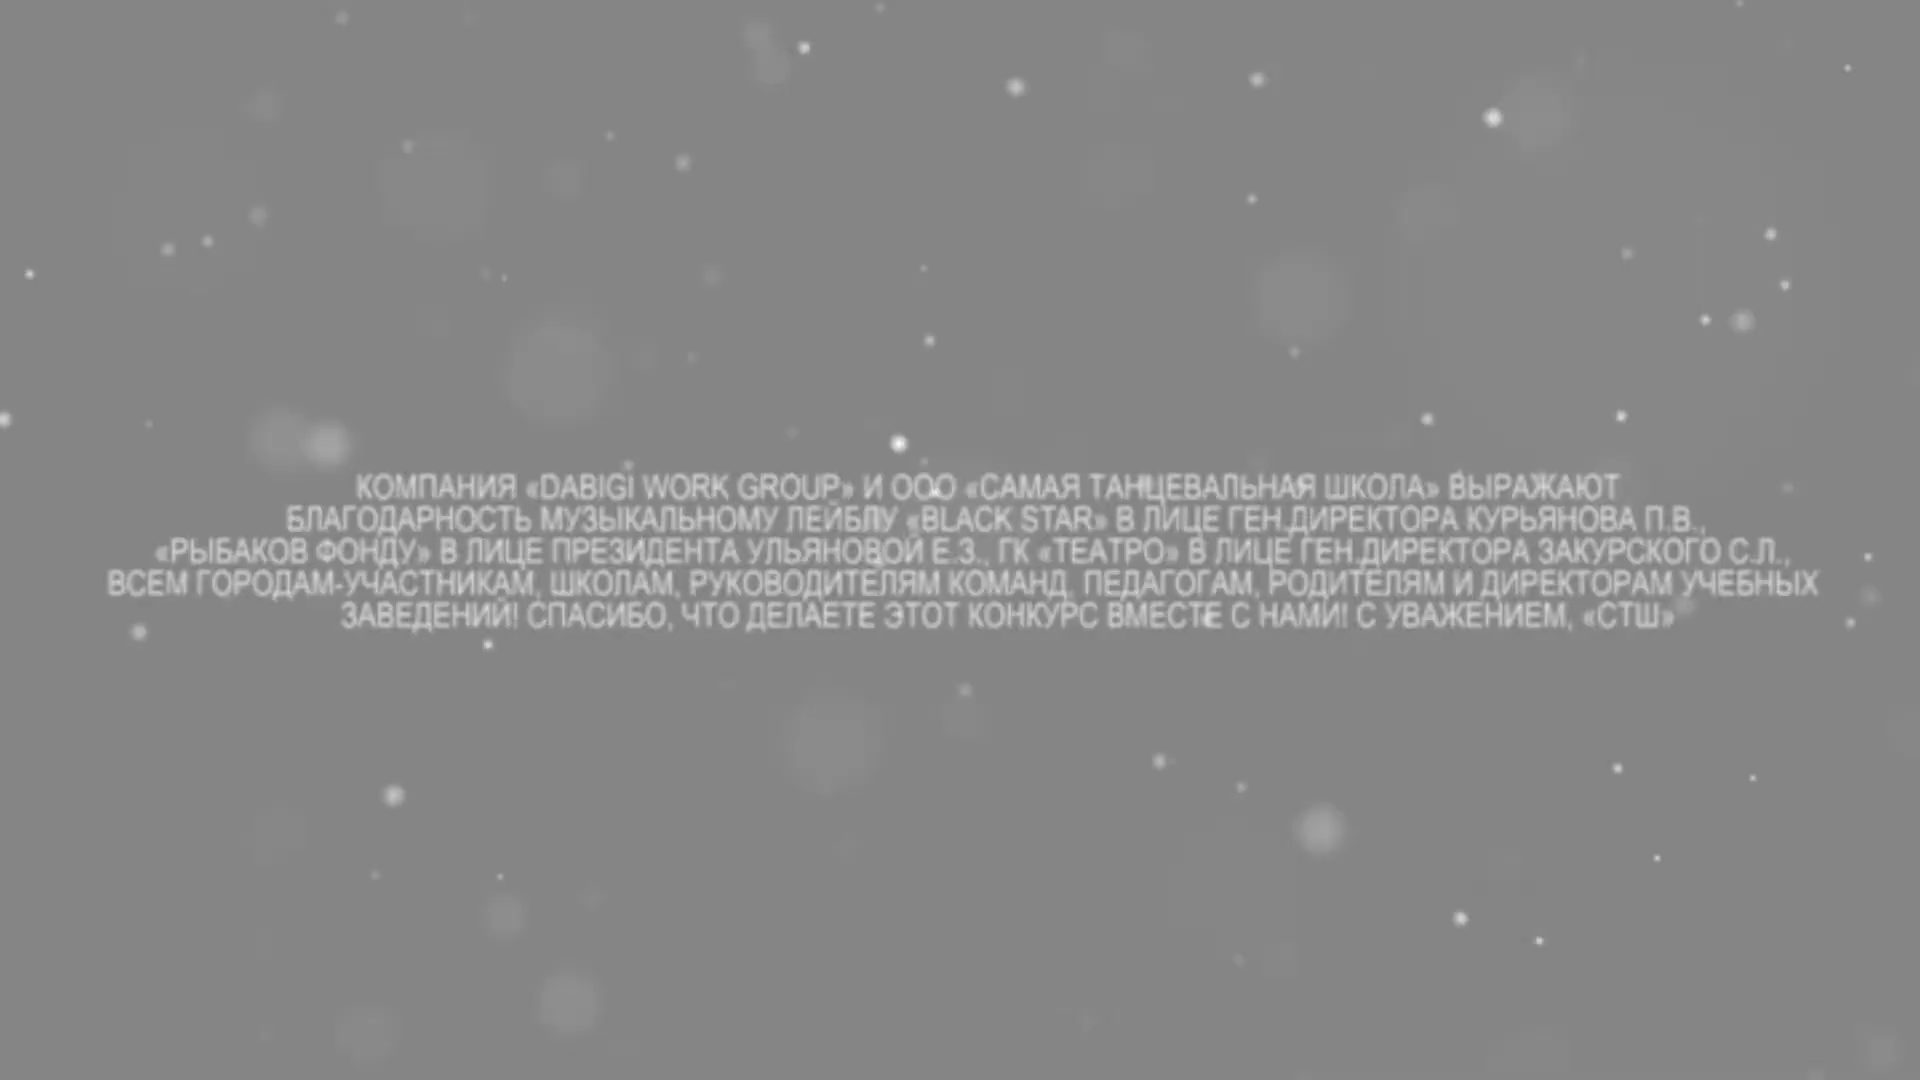 КОМПАНИЯ «DABIGI WORK GROUP» И ООО «САМАЯ ТАНЦЕВАЛЬНАЯ ШКОЛА» ВЫРАЖАЮТ
БЛАГОДАРНОСТЬ МУЗЫКАЛЬНОМУ ЛЕЙБЛУ «BLACK STAR» В ЛИЦЕ ГЕН.ДИРЕКТОРА КУРЬЯНОВА П.В.,
«РЫБАКОВ ФОНДУ» В ЛИЦЕ ПРЕЗИДЕНТА УЛЬЯНОВОЙ Е.З., ГК «ТЕАТРО» В ЛИЦЕ ГЕН.ДИРЕКТОРА ЗАКУРСКОГО С.Л.,
ВСЕМ ГОРОДАМ-УЧАСТНИКАМ, ШКОЛАМ, РУКОВОДИТЕЛЯМ КОМАНД, ПЕДАГОГАМ, РОДИТЕЛЯМ И ДИРЕКТОРАМ УЧЕБНЫХ
ЗАВЕДЕНИЙ! СПАСИБО, ЧТО ДЕЛАЕТЕ ЭТОТ КОНКУРС ВМЕСТЕ С НАМИ! С УВАЖЕНИЕМ, «СТШ»